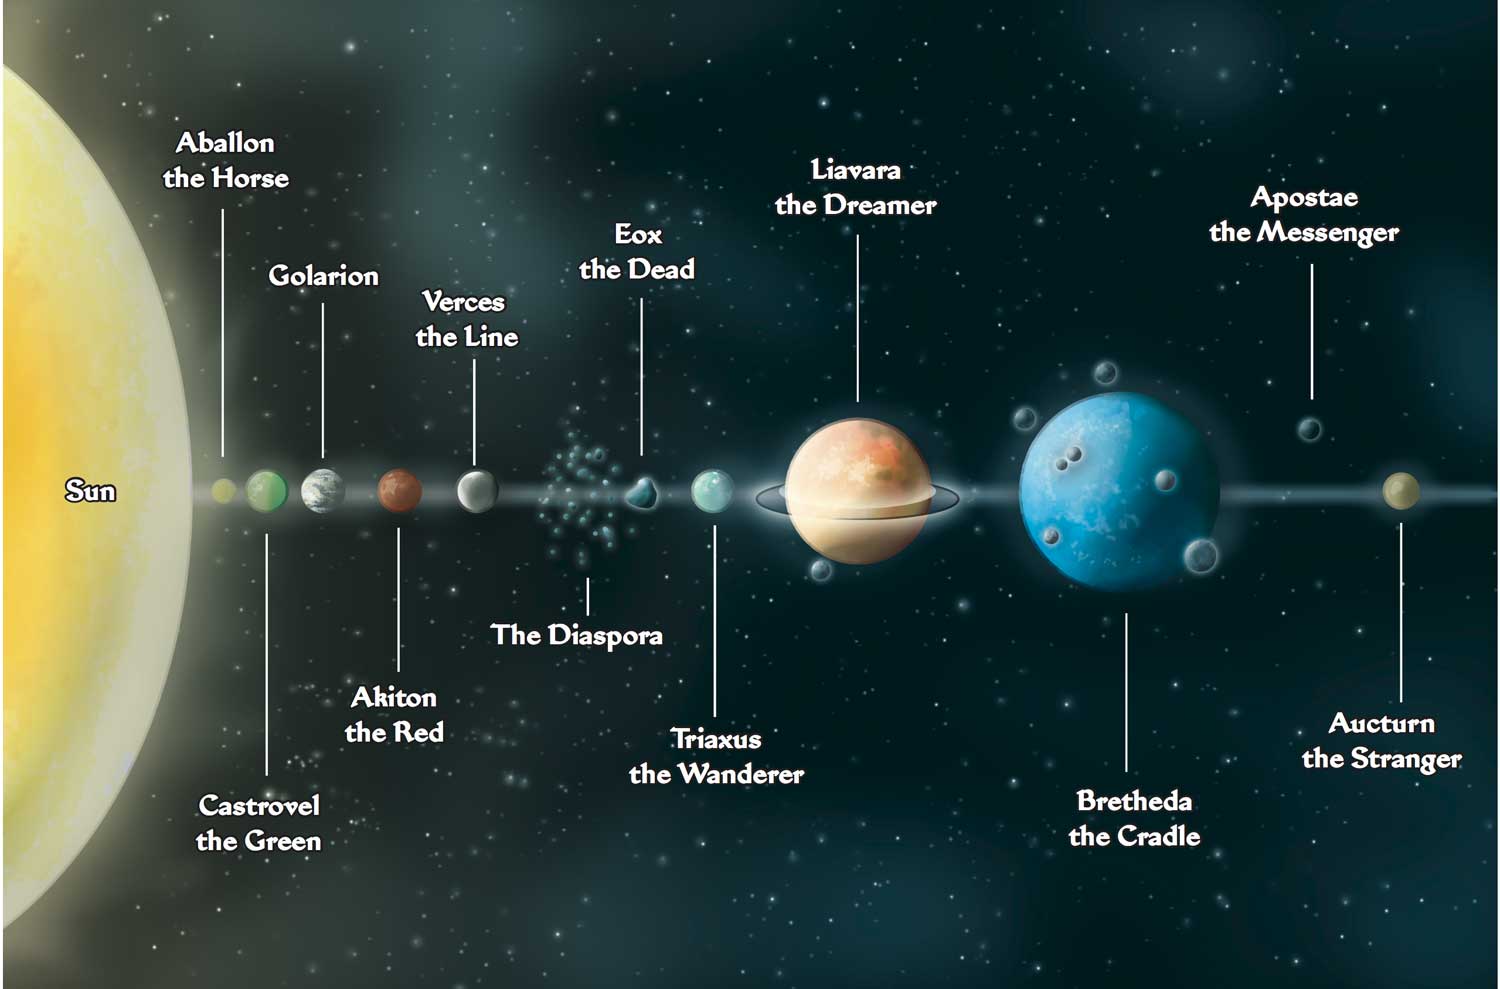 Aballon
the Horse
Liavara
the Dreamer
Apostae
the Messenger
Eox
the Dead
Golarion
Verces
the Line
Sun
The Diaspora
Akiton
the Red
Triaxus
the Wanderer
Aucturn
the Stranger
Castrovel
the Green
Bretheda
the Cradle